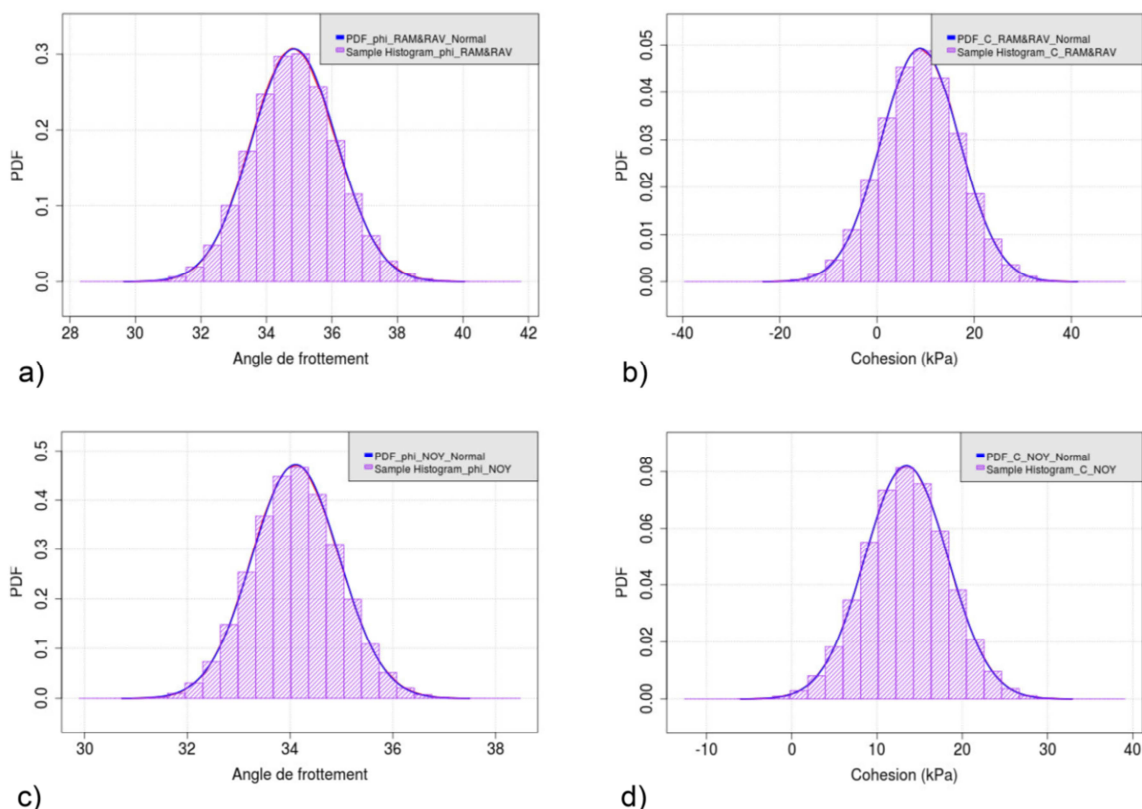 PDF_phi_RAM&RAV_Normal
Sample Histogram_phi_RAM&RAV
PDF
0.0
0.1
0.2
0.3
28
30
32
34
36
38
40
42
Angle de frottement
a)
PDF_C_RAM&RAV_Normal
Sample Histogram_C_RAM&RAV
PDF
0.00
0.01
0.02
0.03
0.04
0.05
-40
-20
0
20
40
Cohesion (kPa)
b)
PDF_phi_NOY_Normal
Sample Histogram_phi_NOY
PDF
0.0
0.1
0.2
0.3
0.4
0.5
30
32
34
36
38
Angle de frottement
c)
PDF_C_NOY_Normal
Sample Histogram_C_NOY
PDF
0.00
0.02
0.04
0.06
0.08
-10
0
10
20
30
40
Cohesion (kPa)
d)